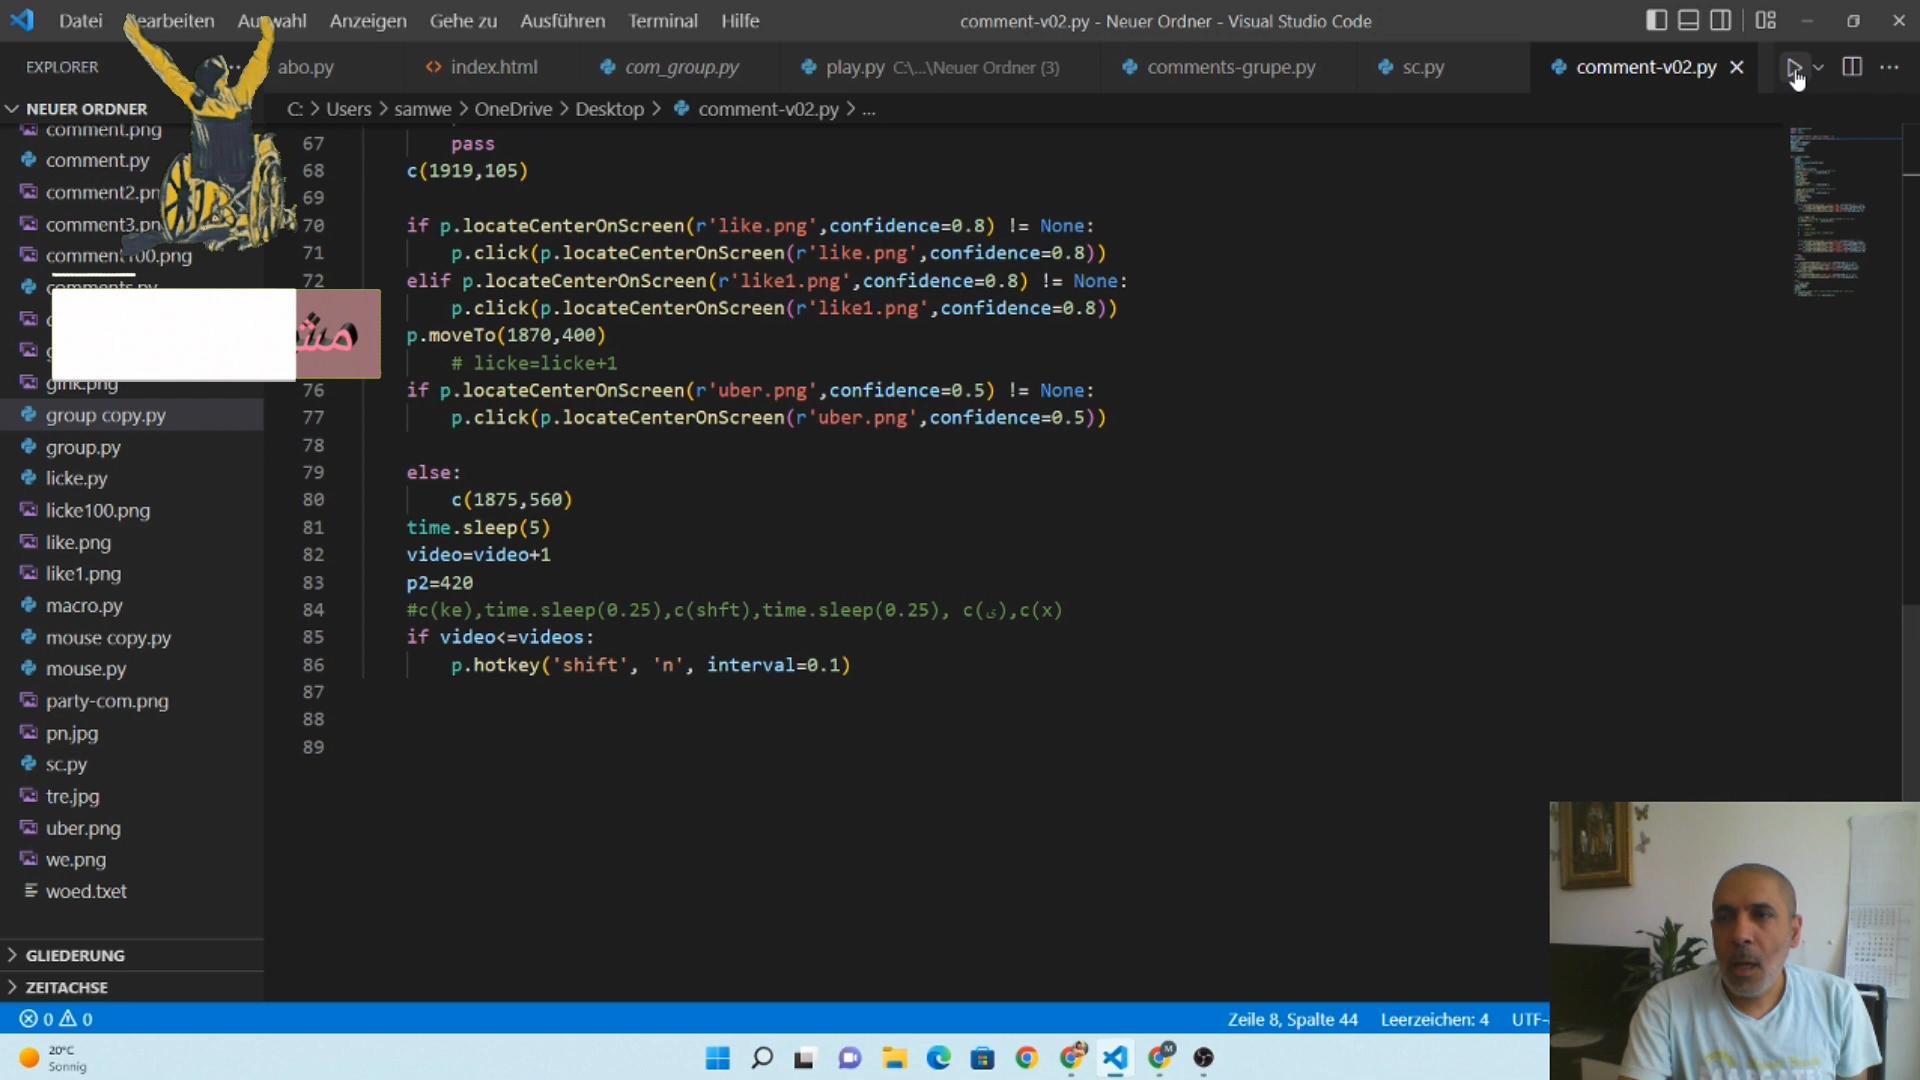 Datei Bearbeiten Auswahl Anzeigen Gehe zu Ausführen Terminal Hilfe
comment-v02.py - Neuer Ordner - Visual Studio Code
EXPLORER
abo.py
index.html
com_group.py
play.py C:\...\Neuer Ordner (3)
comments-grupe.py
sc.py
comment-v02.py
NEUER ORDNER
C: > Users > samwe > OneDrive > Desktop > comment-v02.py > ...
comment.png
comment.py
comment2.pn
comment3.pn
comment100.png
comments.py
gink.png
group copy.py
group.py
licke.py
licke100.png
like.png
like1.png
macro.py
mouse copy.py
mouse.py
party-com.png
pn.jpg
sc.py
tre.jpg
uber.png
we.png
woed.txet
GLIEDERUNG
ZEITACHSE
مش
67 pass
68 c(1919,105)
69
70 if p.locateCenterOnScreen(r'like.png',confidence=0.8) != None:
71 p.click(p.locateCenterOnScreen(r'like.png',confidence=0.8))
72 elif p.locateCenterOnScreen(r'like1.png',confidence=0.8) != None:
p.click(p.locateCenterOnScreen(r'like1.png',confidence=0.8))
p.moveTo(1870,400)
# licke=licke+1
76 if p.locateCenterOnScreen(r'uber.png',confidence=0.5) != None:
77 p.click(p.locateCenterOnScreen(r'uber.png',confidence=0.5))
78
79 else:
80 c(1875,560)
81 time.sleep(5)
82 video=video+1
83 p2=420
84 #c(ke),time.sleep(0.25),c(shft),time.sleep(0.25), c(ى),c(x)
85 if video<=videos:
86 p.hotkey('shift', 'n', interval=0.1)
87
88
89
0 0
Zeile 8, Spalte 44 Leerzeichen: 4 UTF-
20°C
Sonnig